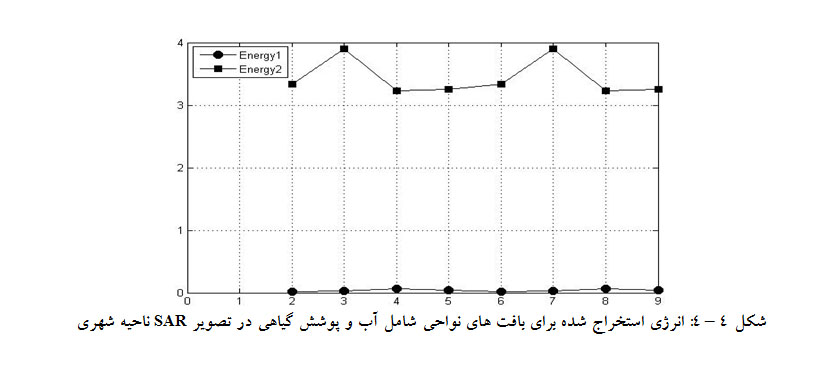 4
Energy1
Energy2
3
2
1
0
0 1 2 3 4 5 6 7 8 9
شکل ٤ – ٤: انرژی استخراج شده برای بافت های نواحی شامل آب و پوشش گیاهی در تصویر SAR ناحیه شهری